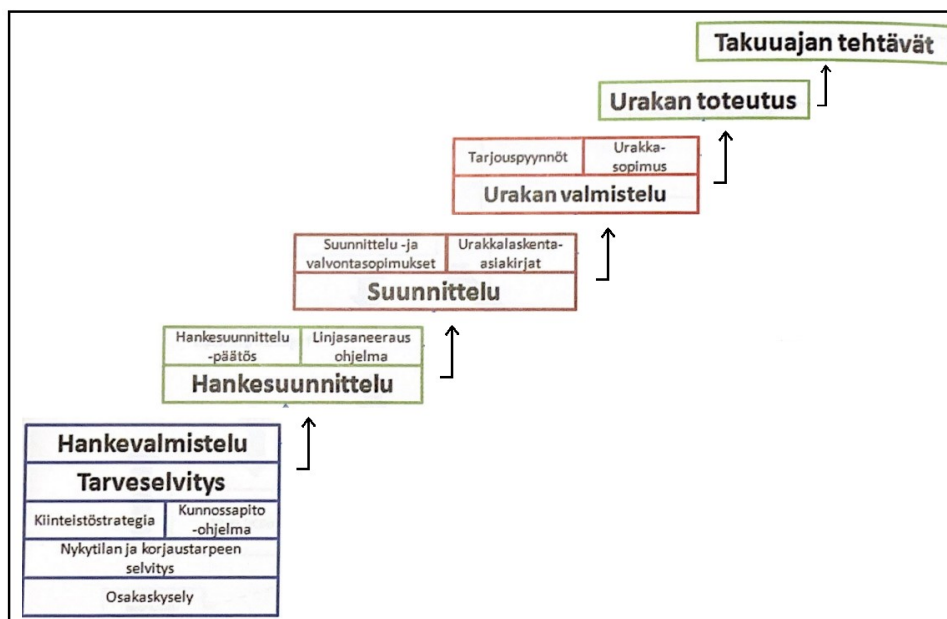 Takuuajan tehtävät
Urakan toteutus
Tarjouspyynnöt
Urakka-
sopimus
Urakan valmistelu
Suunnittelu -ja
valvontasopimukset
Urakkalaskenta-
asiakirjat
Suunnittelu
Hankesuunnittelu
-päätös
Linjasaneeraus
ohjelma
Hankesuunnittelu
Hankevalmistelu
Tarveselvitys
Kiinteistöstrategia
Kunnossapito
-ohjelma
Nykytilan ja korjaustarpeen
selvitys
Osakaskysely